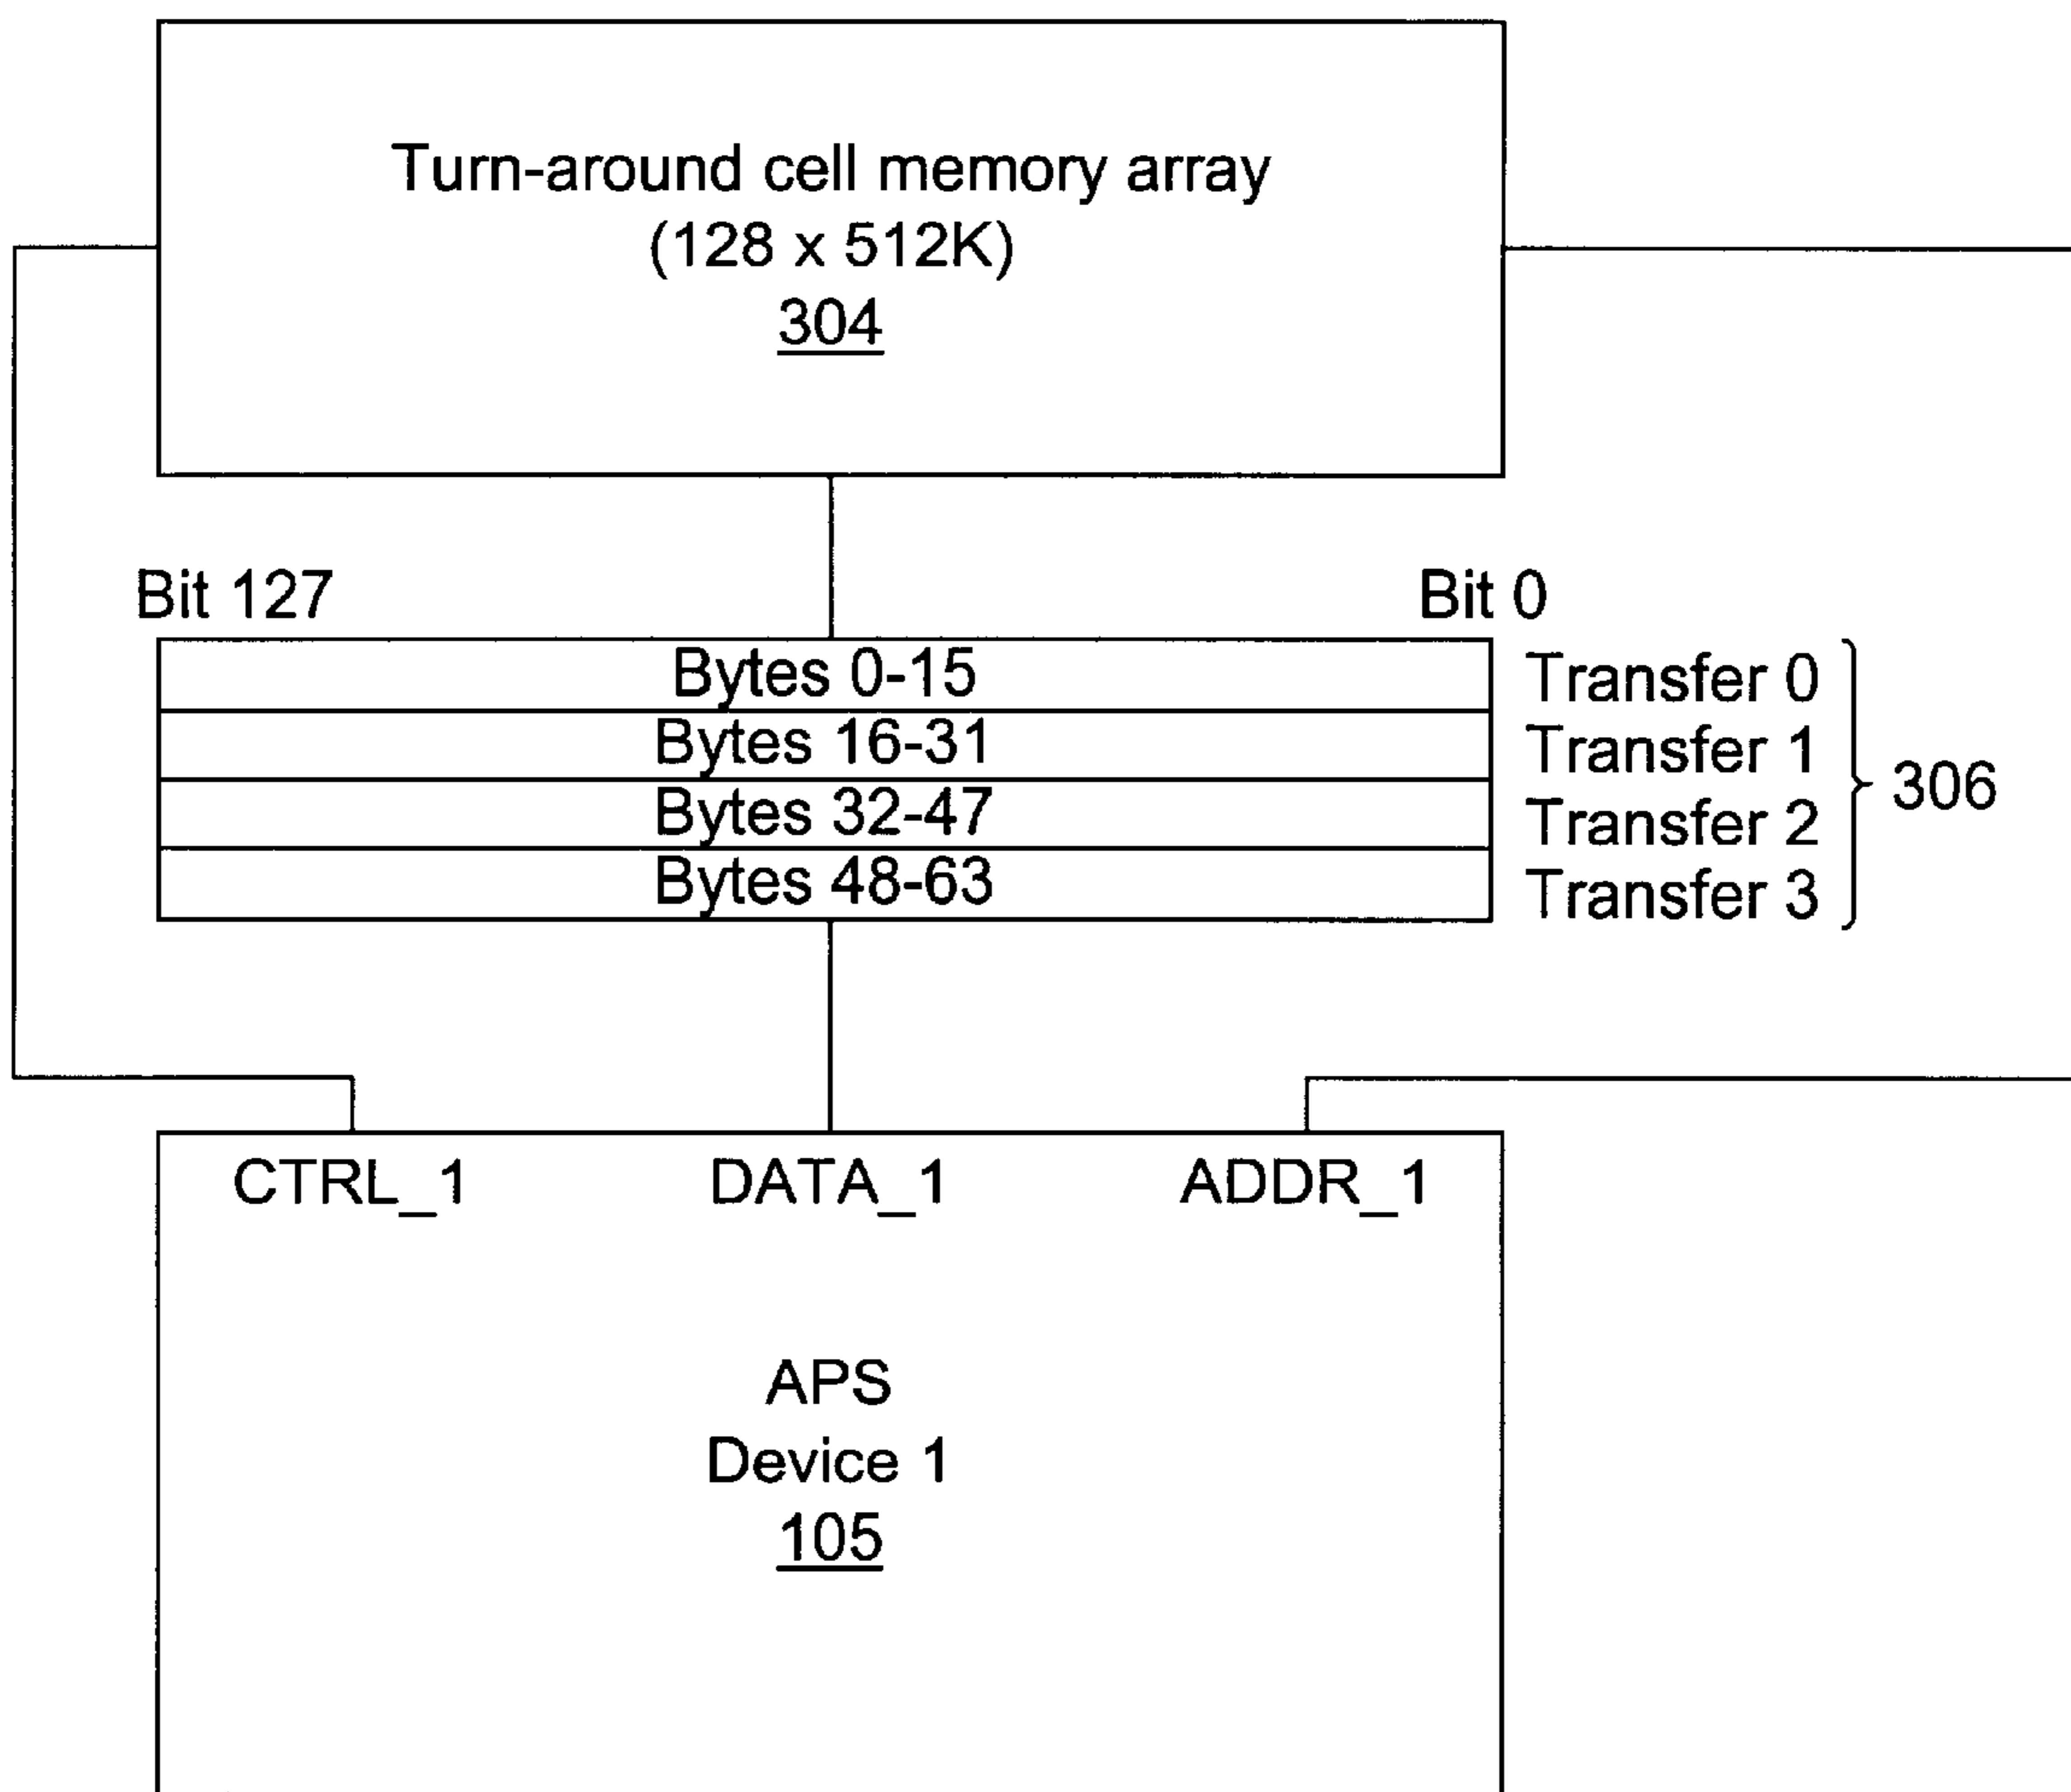 Turn-around cell memory array
(128 x 512K)
304
Bit 127
Bit 0
Bytes 0-15
Transfer 0
Bytes 16-31
Transfer 1
306
Bytes 32-47
Transfer 2
Bytes 48-63
Transfer 3
CTRL_1
DATA_1
ADDR_1
APS
Device 1
105